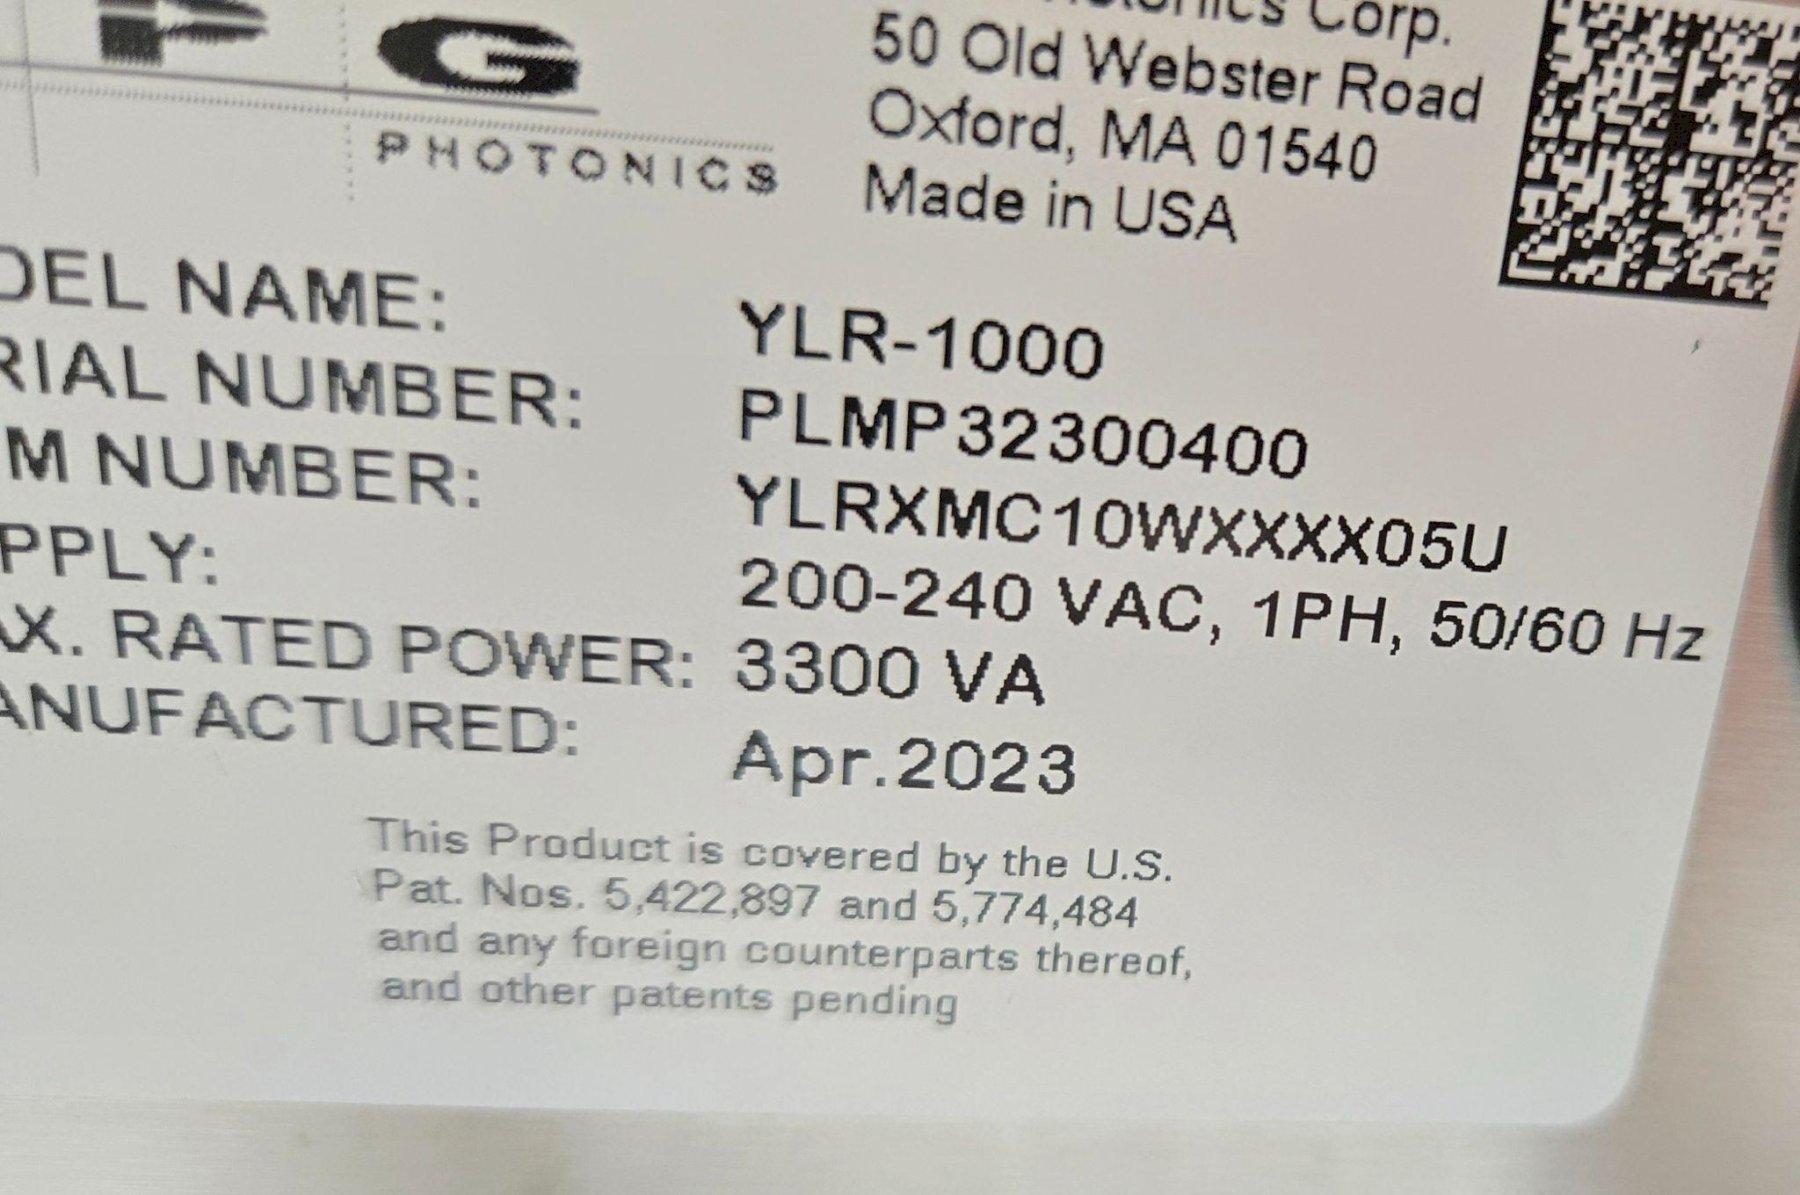 PG
PHOTONICS
Corp.
50 Old Webster Road
Oxford, MA 01540
Made in USA
DEL NAME: YLR-1000
RIAL NUMBER: PLMP32300400
M NUMBER: YLRXMC10WXXXX05U
PPLY: 200-240 VAC, 1PH, 50/60 Hz
AX. RATED POWER: 3300 VA
ANUFACTURED: Apr.2023
This Product is covered by the U.S.
Pat. Nos. 5,422,897 and 5,774,484
and any foreign counterparts thereof,
and other patents pending